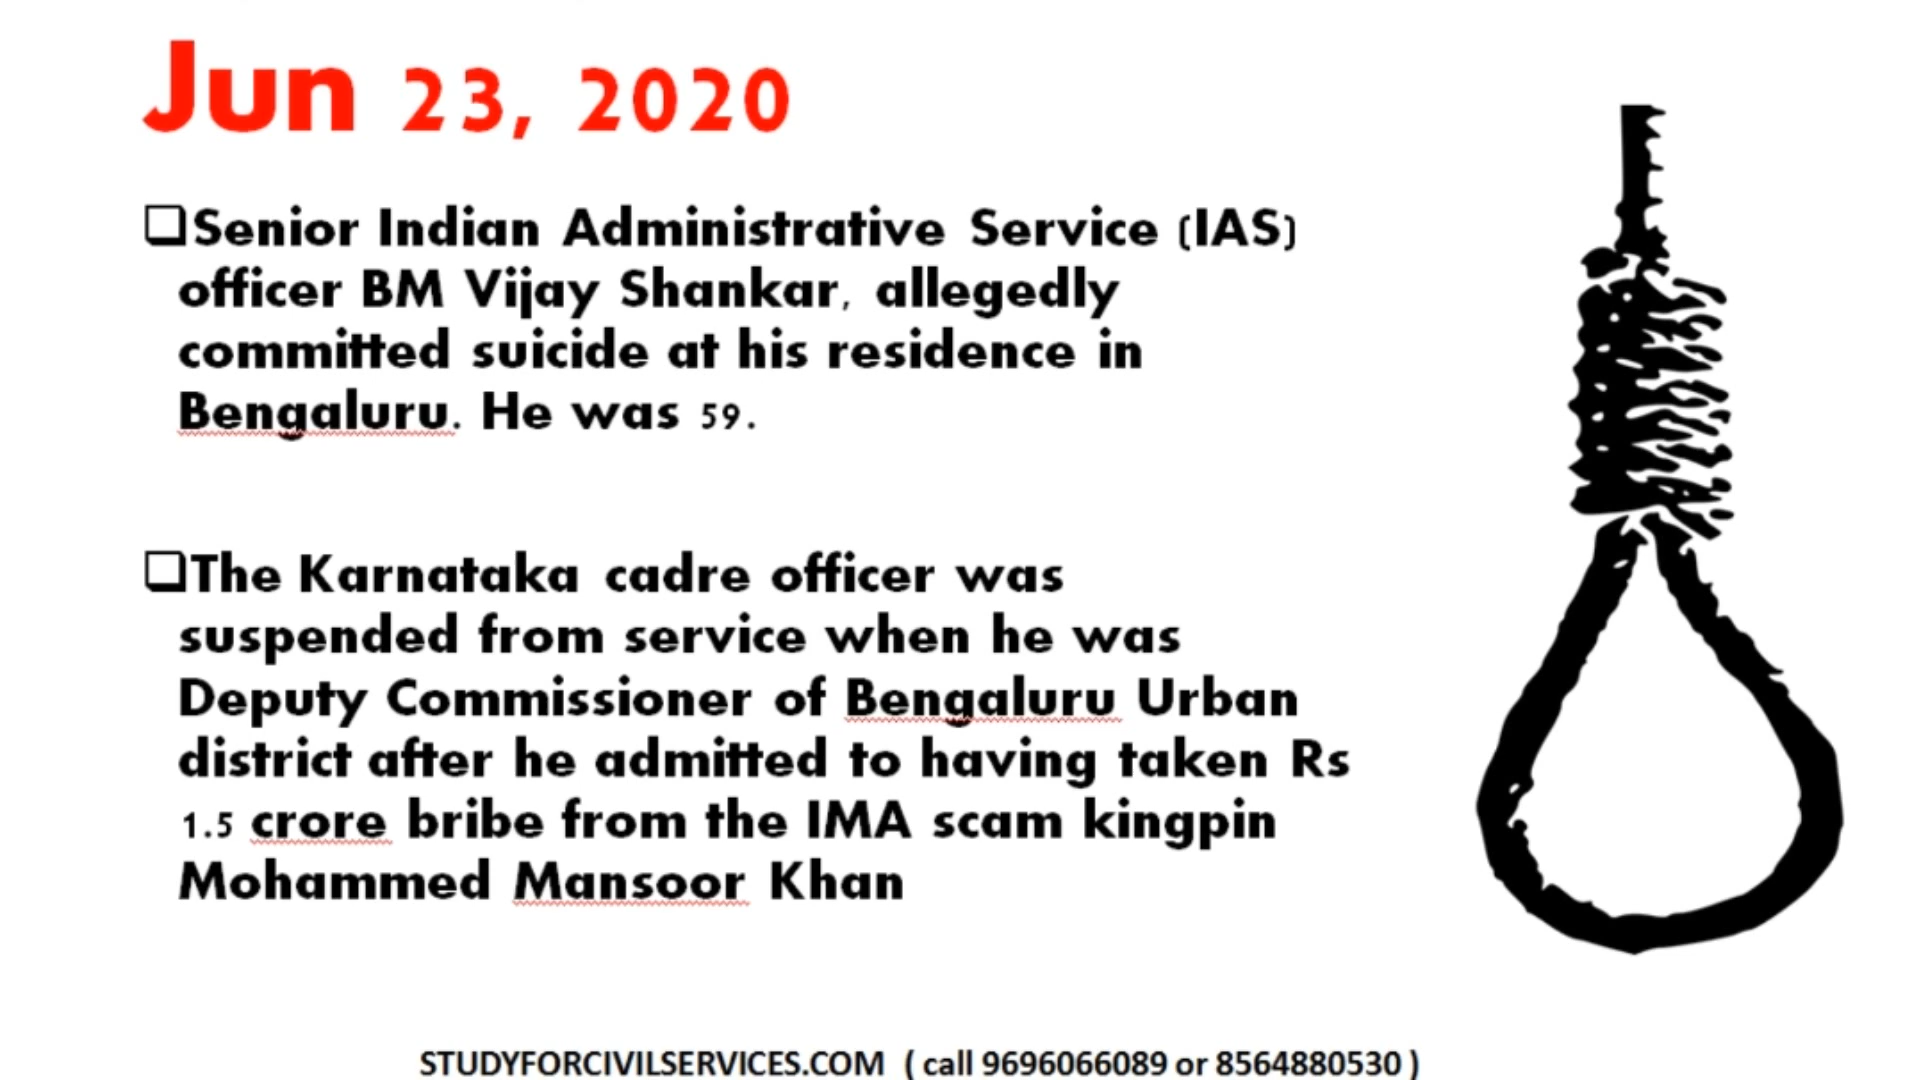 Jun 23, 2020
❑Senior Indian Administrative Service (IAS)
officer BM Vijay Shankar, allegedly
committed suicide at his residence in
Bengaluru. He was 59.
❑The Karnataka cadre officer was
suspended from service when he was
Deputy Commissioner of Bengaluru Urban
district after he admitted to having taken Rs
1.5 crore bribe from the IMA scam kingpin
Mohammed Mansoor Khan
STUDYFORCIVILSERVICES.COM ( call 9696066089 or 8564880530 )